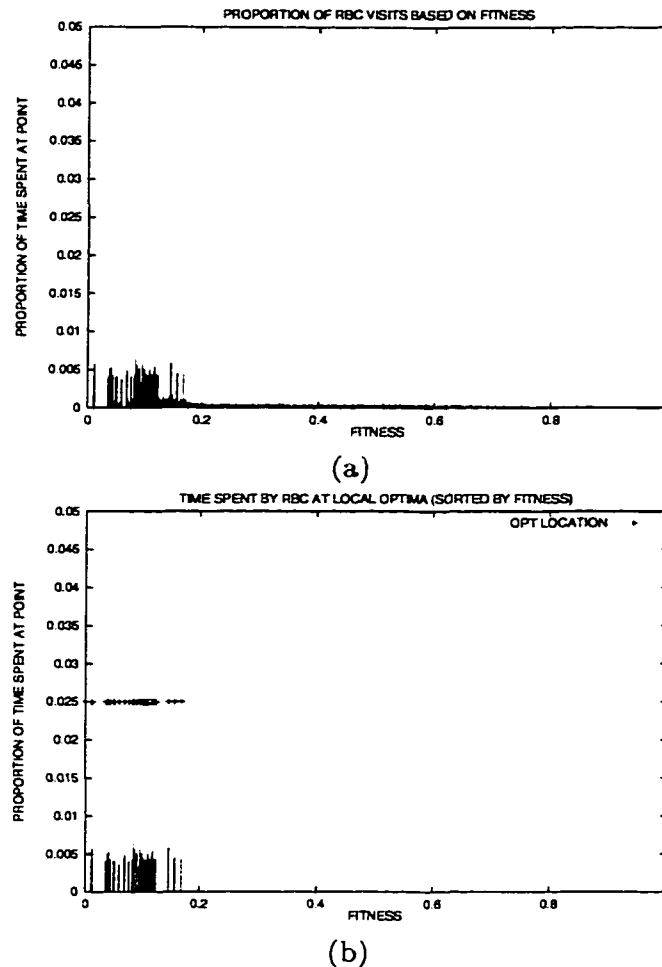 PROPORTION OF RBC VISITS BASED ON FITNESS
0.05
0.045
0.04
0.035
0.03
0.025
0.02
0.015
0.01
0.005
0
PROPORTION OF TIME SPENT AT POINT
0 0.2 0.4 0.6 0.8
FITNESS
(a)
TIME SPENT BY RBC AT LOCAL OPTIMA (SORTED BY FITNESS)
OPT LOCATION
0.05
0.045
0.04
0.035
0.03
0.025
0.02
0.015
0.01
0.005
0
PROPORTION OF TIME SPENT AT POINT
0 0.2 0.4 0.6 0.8
FITNESS
(b)